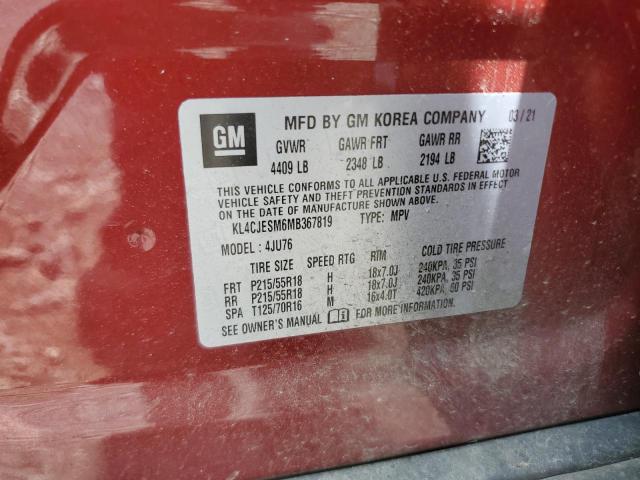 GM
MFD BY GM KOREA COMPANY 03/21
GVWR GAWR FRT GAWR RR
4409 LB 2348 LB 2194 LB
THIS VEHICLE CONFORMS TO ALL APPLICABLE U.S. FEDERAL MOTOR
VEHICLE SAFETY AND THEFT PREVENTION STANDARDS IN EFFECT
ON THE DATE OF MANUFACTURE SHOWN ABOVE.
KL4CJESM6MB367819 TYPE: MPV
MODEL: 4JU76
TIRE SIZE SPEED RTG RIM COLD TIRE PRESSURE
FRT P215/55R18 H 18x7.0J 240KPA, 35 PSI
RR P215/55R18 H 18x7.0J 240KPA, 35 PSI
SPA T125/70R16 M 16x4.0T 420KPA, 60 PSI
SEE OWNER'S MANUAL FOR MORE INFORMATION.